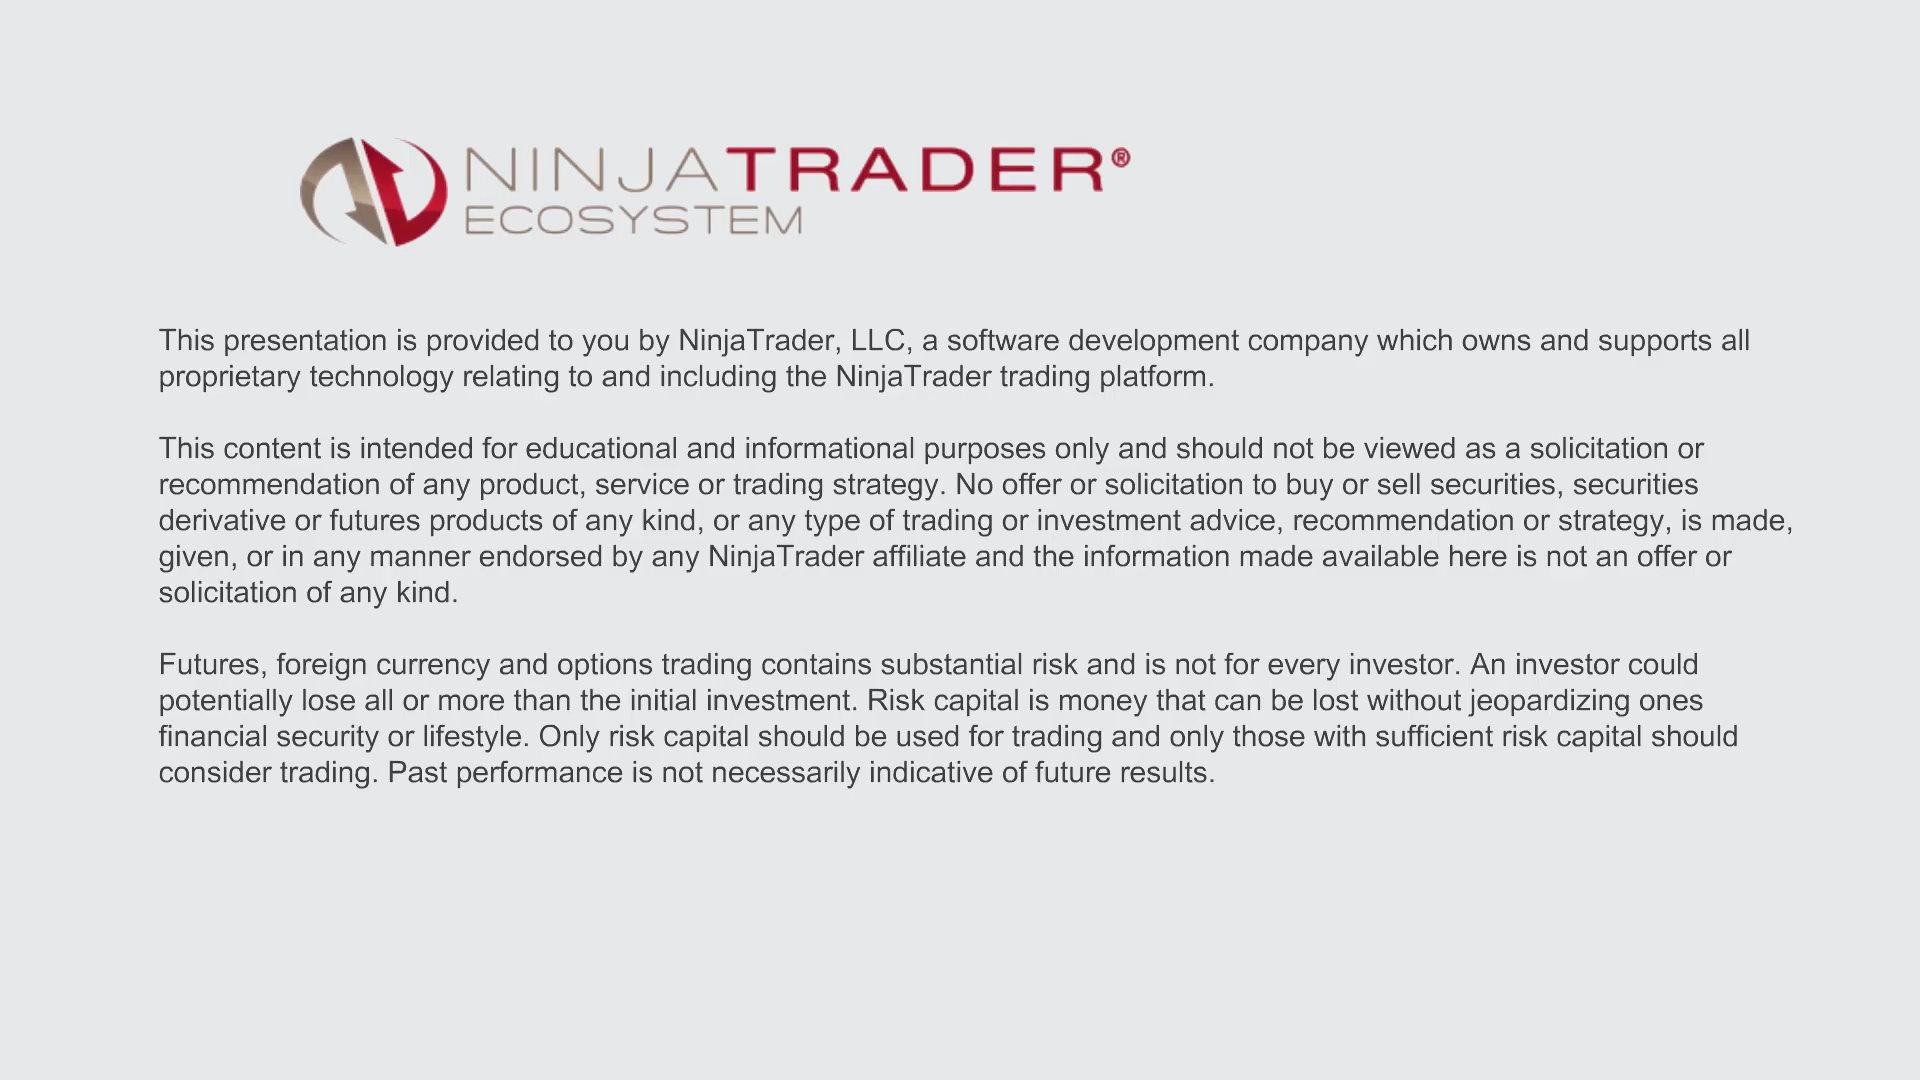 NINJATRADER®
ECOSYSTEM
This presentation is provided to you by NinjaTrader, LLC, a software development company which owns and supports all
proprietary technology relating to and including the NinjaTrader trading platform.
This content is intended for educational and informational purposes only and should not be viewed as a solicitation or
recommendation of any product, service or trading strategy. No offer or solicitation to buy or sell securities, securities
derivative or futures products of any kind, or any type of trading or investment advice, recommendation or strategy, is made,
given, or in any manner endorsed by any NinjaTrader affiliate and the information made available here is not an offer or
solicitation of any kind.
Futures, foreign currency and options trading contains substantial risk and is not for every investor. An investor could
potentially lose all or more than the initial investment. Risk capital is money that can be lost without jeopardizing ones
financial security or lifestyle. Only risk capital should be used for trading and only those with sufficient risk capital should
consider trading. Past performance is not necessarily indicative of future results.